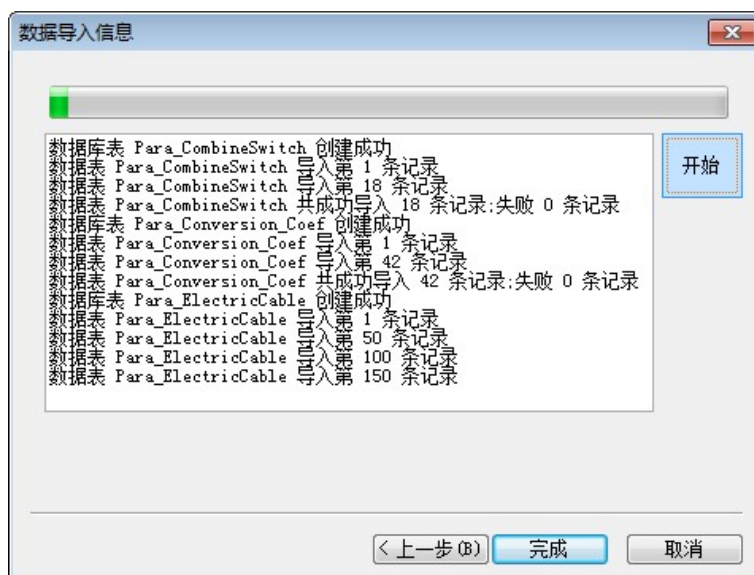 数据导入信息
数据库表 Para_CombineSwitch 创建成功
数据表 Para_CombineSwitch 导入第 1 条记录
数据表 Para_CombineSwitch 导入第 18 条记录
数据表 Para_CombineSwitch 共成功导入 18 条记录;失败 0 条记录
数据库表 Para_Conversion_Coef 创建成功
数据表 Para_Conversion_Coef 导入第 1 条记录
数据表 Para_Conversion_Coef 导入第 42 条记录
数据表 Para_Conversion_Coef 共成功导入 42 条记录;失败 0 条记录
数据库表 Para_ElectricCable 创建成功
数据表 Para_ElectricCable 导入第 1 条记录
数据表 Para_ElectricCable 导入第 50 条记录
数据表 Para_ElectricCable 导入第 100 条记录
数据表 Para_ElectricCable 导入第 150 条记录
开始
< 上一步(B)
完成
取消